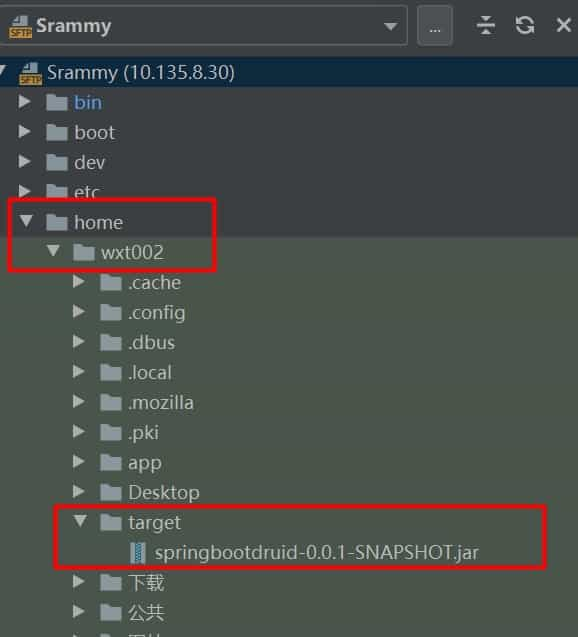 SFTP Srammy ...
SFTP Srammy (10.135.8.30)
bin
boot
dev
etc
home
wxt002
.cache
.config
.dbus
.local
.mozilla
.pki
app
Desktop
target
springbootdruid-0.0.1-SNAPSHOT.jar
下载
公共